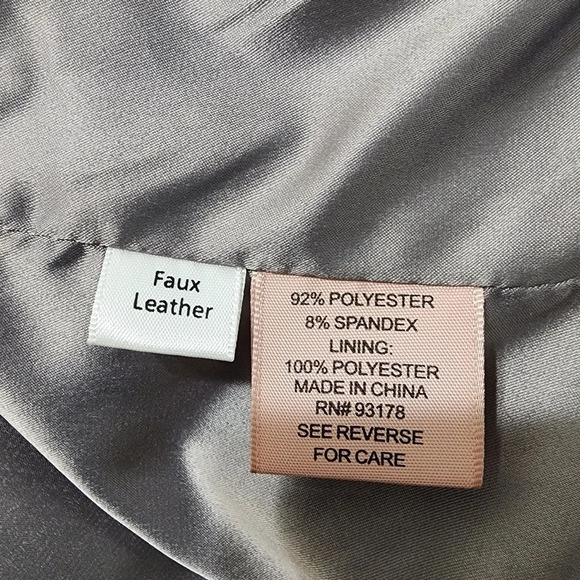 Faux
Leather
92% POLYESTER
8% SPANDEX
LINING:
100% POLYESTER
MADE IN CHINA
RN# 93178
SEE REVERSE
FOR CARE